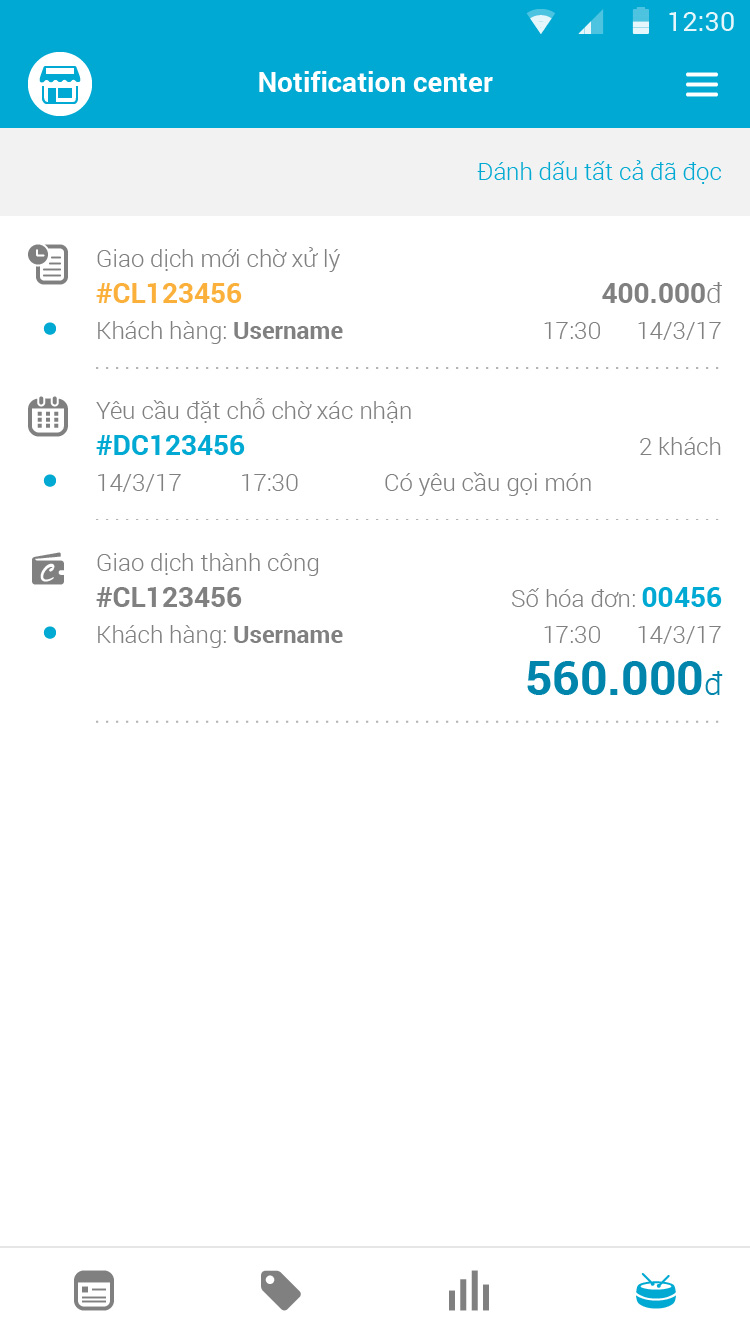 12:30
Notification center
Đánh dấu tất cả đã đọc
Giao dịch mới chờ xử lý
#CL123456 400.000đ
Khách hàng: Username 17:30 14/3/17
Yêu cầu đặt chỗ chờ xác nhận
#DC123456 2 khách
14/3/17 17:30 Có yêu cầu gọi món
Giao dịch thành công
#CL123456 Số hóa đơn: 00456
Khách hàng: Username 17:30 14/3/17
560.000đ